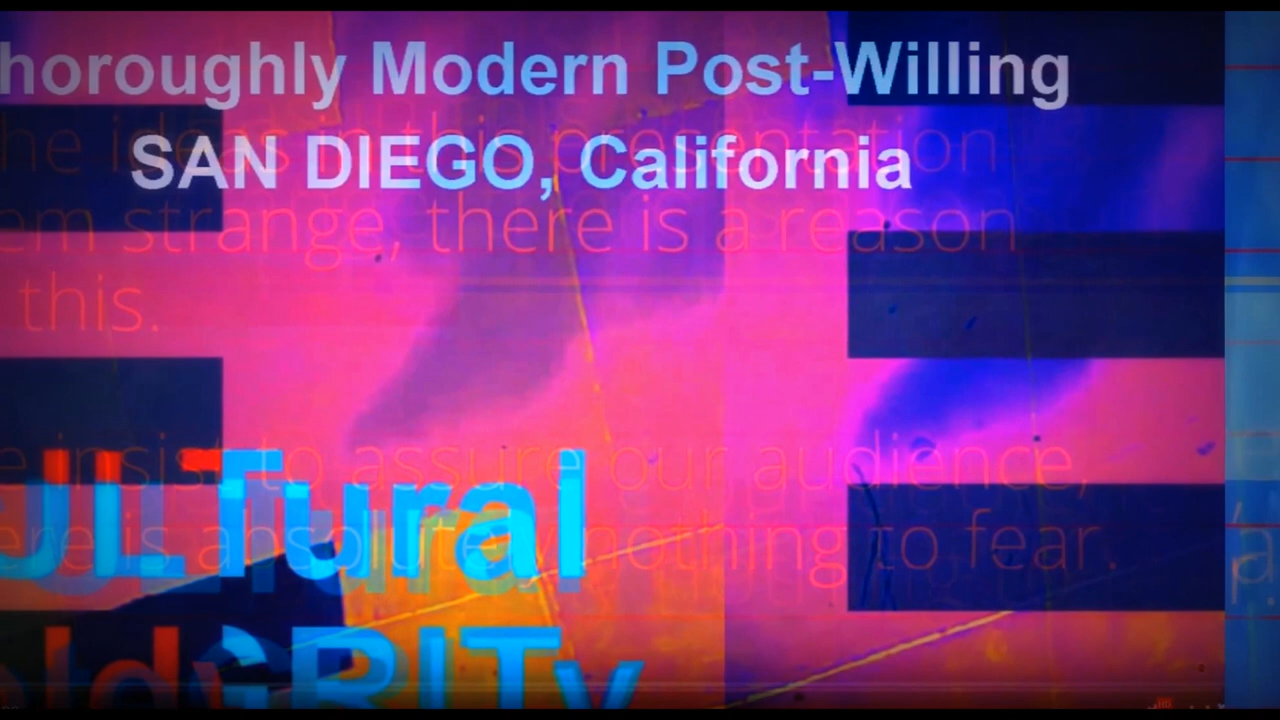 horoughly Modern Post-Willing
he ideas in this presentation
SAN DIEGO, California
em strange, there is a reason
this.
e insist to assure our audience,
ULTural
ere is absolutely nothing to fear.